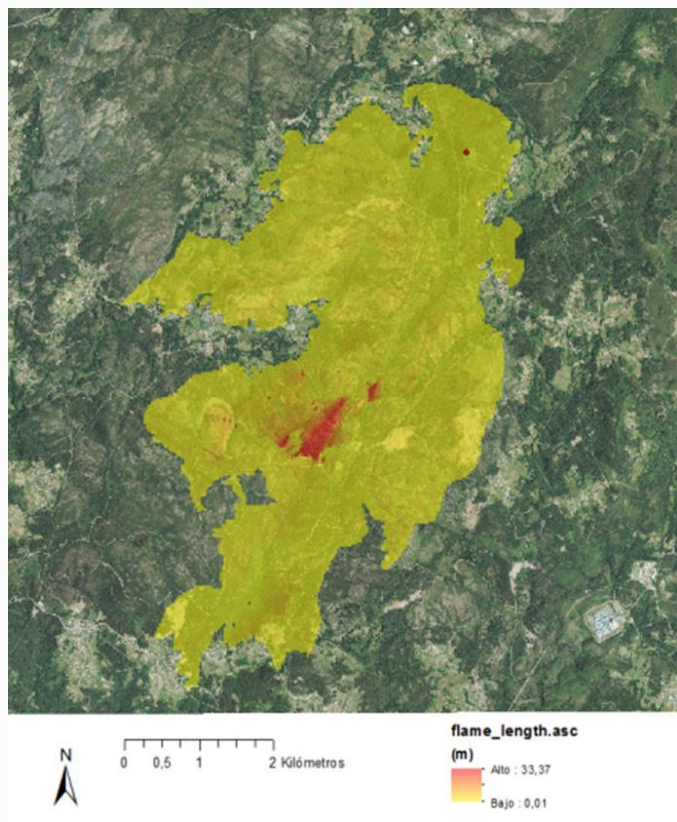 N
0 0,5 1 2 Kilómetros
flame_length.asc
(m)
Alto : 33,37
Bajo : 0,01